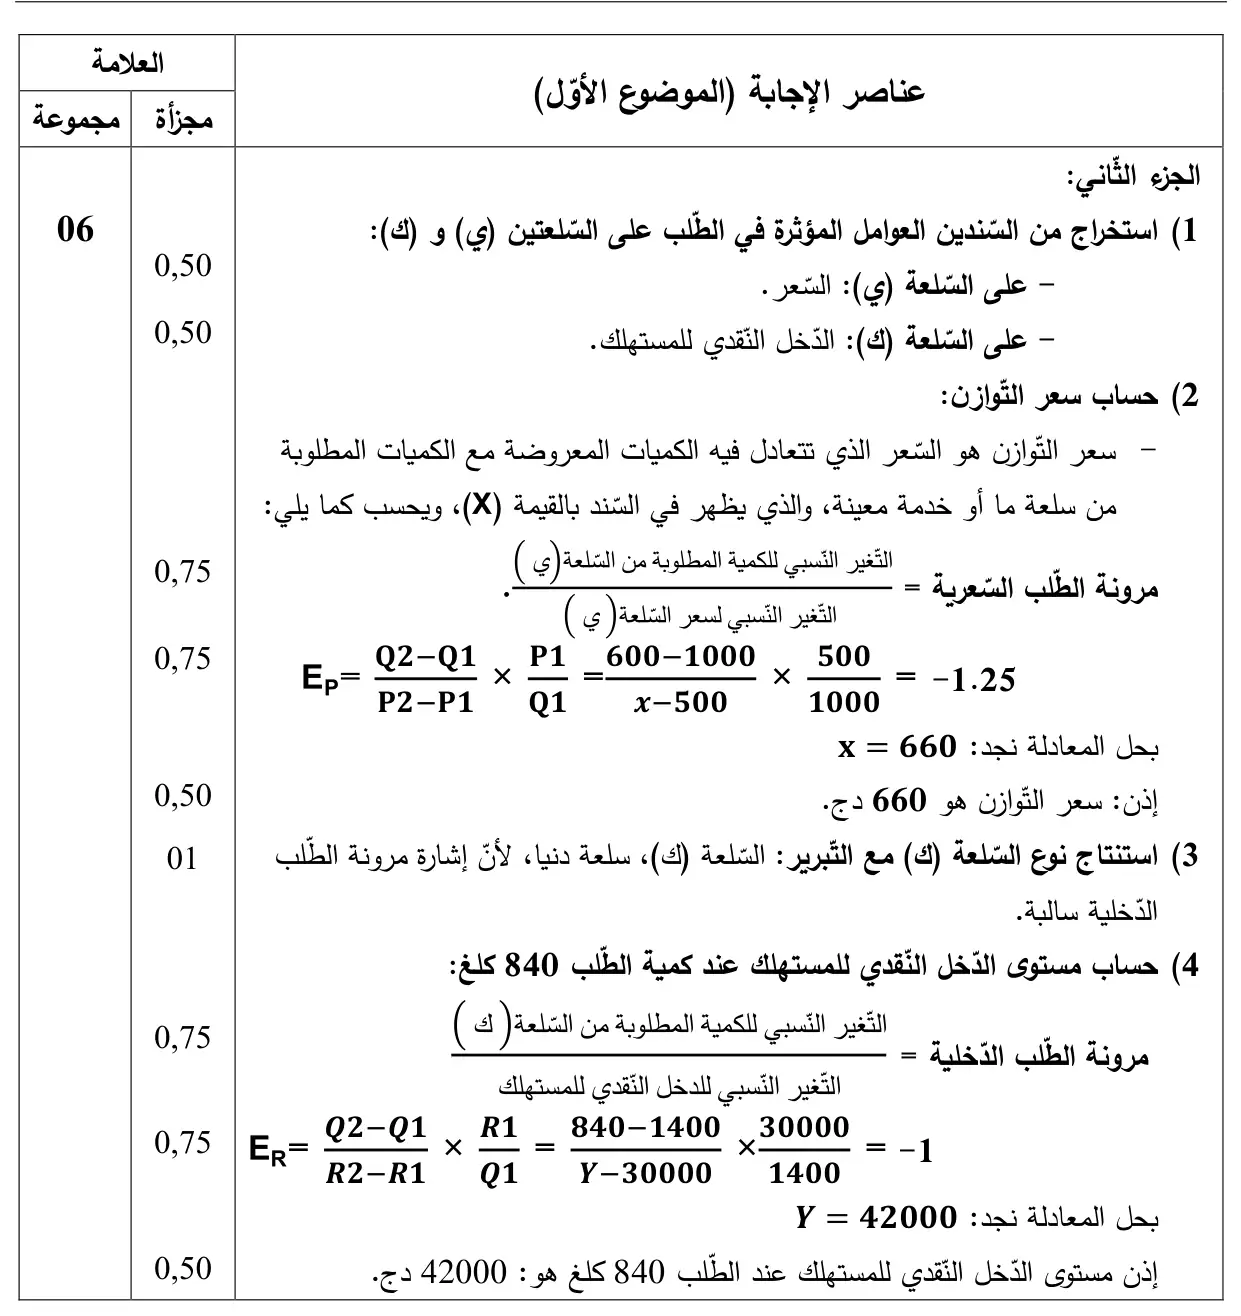 العلامة
عناصر الإجابة (الموضوع الأوّل)
مجموعة مجزأة
الجزء الثّاني:
06
1) استخراج من السّندين العوامل المؤثرة في الطّلب على السّلعتين (ي) و (ك):
0,50
- على السّلعة (ي): السّعر.
0,50
- على السّلعة (ك): الدّخل النّقدي للمستهلك.
2) حساب سعر التّوازن:
- سعر التّوازن هو السّعر الذي تتعادل فيه الكميات المعروضة مع الكميات المطلوبة
من سلعة ما أو خدمة معينة، والذي يظهر في السّند بالقيمة (X)، ويحسب كما يلي:
0,75
مرونة الطّلب السّعرية = التّغير النّسبي للكمية المطلوبة من السّلعة(ي)
التّغير النّسبي لسعر السّلعة(ي) .
0,75
E_P= Q2−Q1/P2−P1 × P1/Q1 =600−1000/x−500 × 500/1000 = -1.25
بحل المعادلة نجد: x = 660
0,50
إذن: سعر التّوازن هو 660 دج.
01
3) استنتاج نوع السّلعة (ك) مع التّبرير: السّلعة (ك)، سلعة دنيا، لأنّ إشارة مرونة الطّلب
الدّخلية سالبة.
4) حساب مستوى الدّخل النّقدي للمستهلك عند كمية الطّلب 840 كلغ:
0,75
مرونة الطّلب الدّخلية = التّغير النّسبي للكمية المطلوبة من السّلعة(ك)
التّغير النّسبي للدخل النّقدي للمستهلك
0,75
E_R= Q2−Q1/R2−R1 × R1/Q1 = 840−1400/Y−30000 ×30000/1400 = -1
بحل المعادلة نجد: Y = 42000
0,50
إذن مستوى الدّخل النّقدي للمستهلك عند الطّلب 840 كلغ هو: 42000 دج.